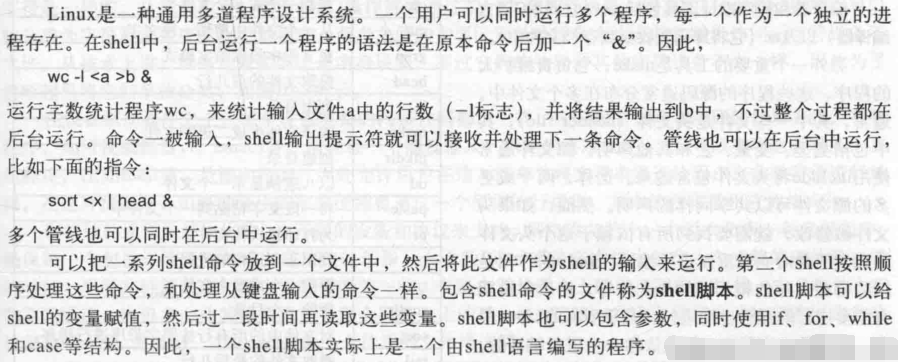 Linux是一种通用多道程序设计系统。一个用户可以同时运行多个程序，每一个作为一个独立的进
程存在。在shell中，后台运行一个程序的语法是在原本命令后加一个“&”。因此，
wc -l <a >b &
运行字数统计程序wc，来统计输入文件a中的行数（-l标志），并将结果输出到b中，不过整个过程都在
后台运行。命令一被输入，shell输出提示符就可以接收并处理下一条命令。管线也可以在后台中运行，
比如下面的指令：
sort <x | head &
多个管线也可以同时在后台中运行。
可以把一系列shell命令放到一个文件中，然后将此文件作为shell的输入来运行。第二个shell按照顺
序处理这些命令，和处理从键盘输入的命令一样。包含shell命令的文件称为shell脚本。shell脚本可以给
shell的变量赋值，然后过一段时间再读取这些变量。shell脚本也可以包含参数，同时使用if、for、while
和case等结构。因此，一个shell脚本实际上是一个由shell语言编写的程序。